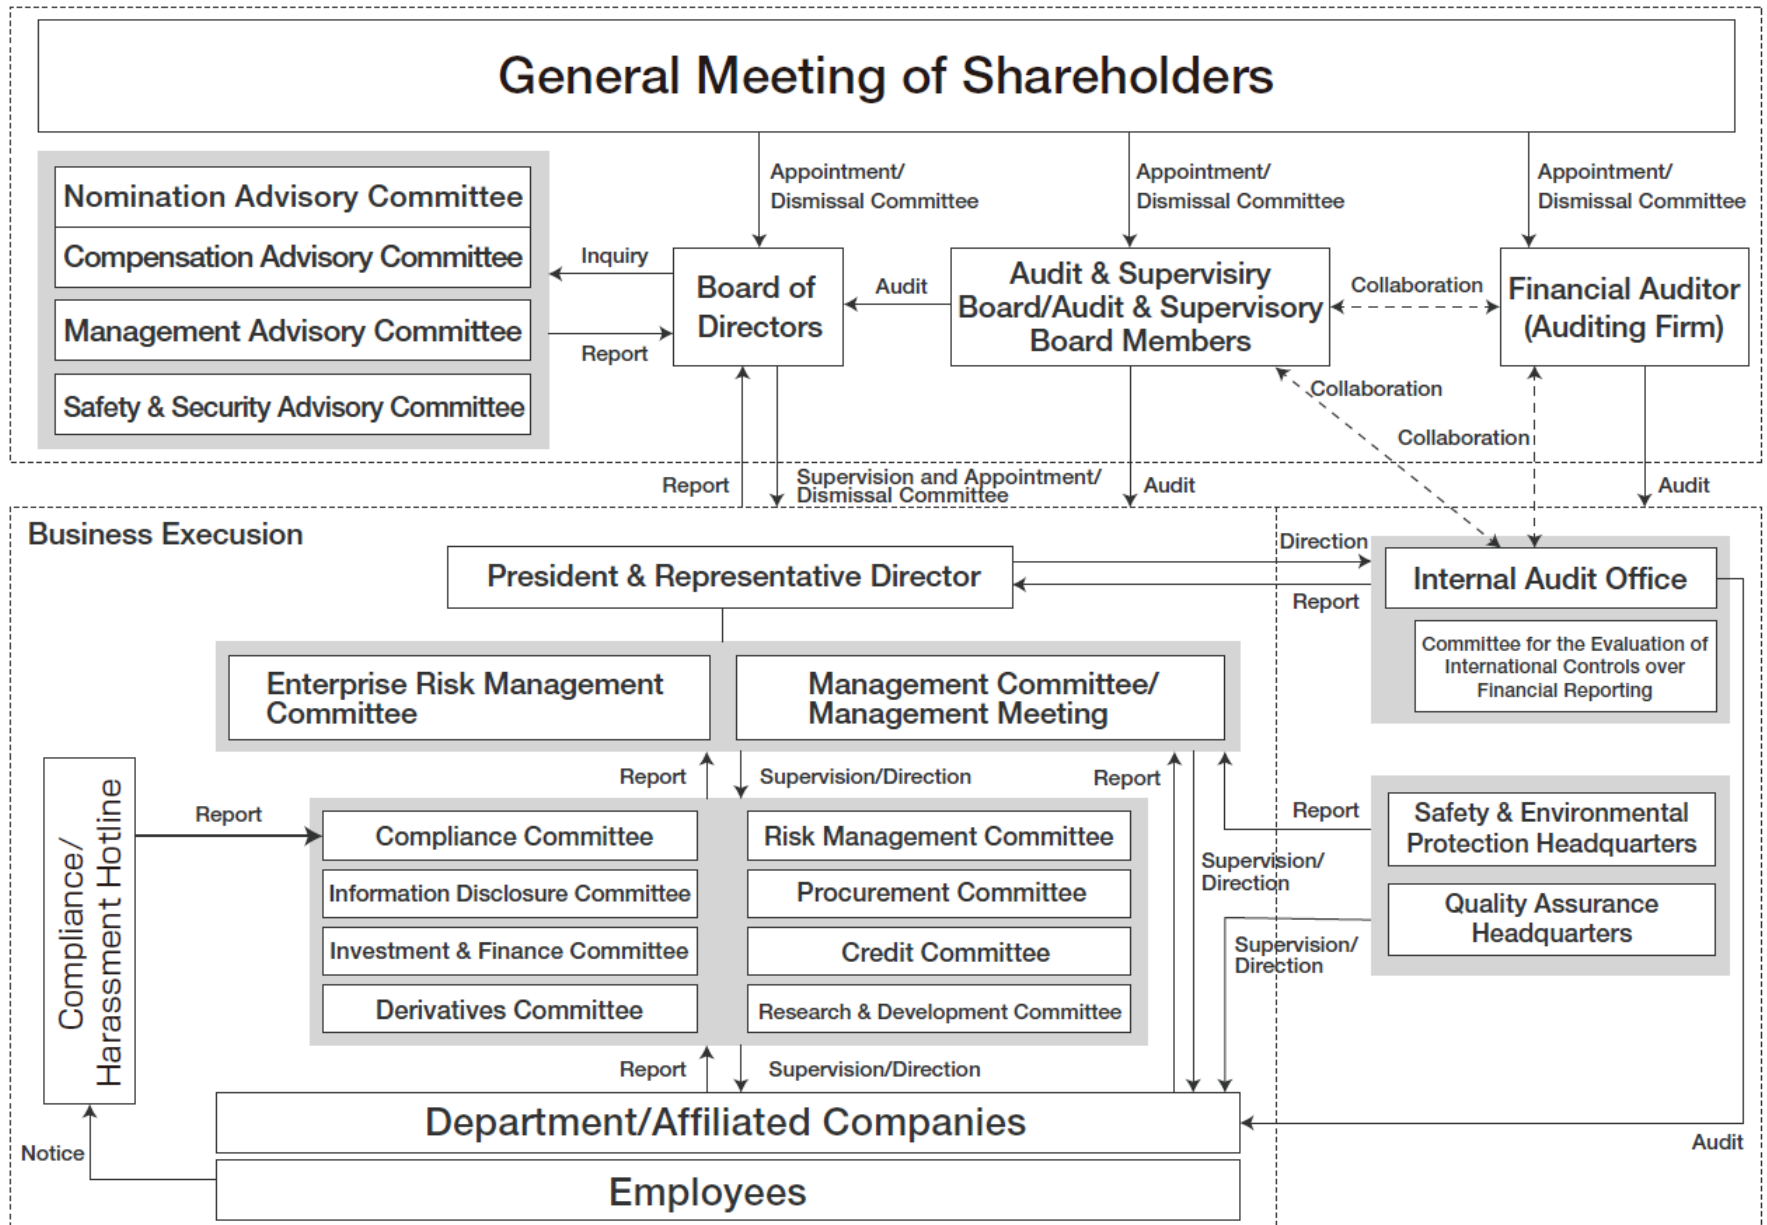 General Meeting of Shareholders
Nomination Advisory Committee
Compensation Advisory Committee
Management Advisory Committee
Safety & Security Advisory Committee
Appointment/
Dismissal Committee
Appointment/
Dismissal Committee
Appointment/
Dismissal Committee
Inquiry
Report
Board of
Directors
Audit
Audit & Supervisiry
Board/Audit & Supervisory
Board Members
Collaboration
Financial Auditor
(Auditing Firm)
Collaboration
Collaboration
Report
Supervision and Appointment/
Dismissal Committee
Audit
Audit
Business Execusion
President & Representative Director
Direction
Report
Internal Audit Office
Committee for the Evaluation of
International Controls over
Financial Reporting
Enterprise Risk Management
Committee
Management Committee/
Management Meeting
Report
Supervision/Direction
Report
Compliance/
Harassment Hotline
Report
Compliance Committee
Risk Management Committee
Information Disclosure Committee
Procurement Committee
Investment & Finance Committee
Credit Committee
Derivatives Committee
Research & Development Committee
Supervision/
Direction
Report
Safety & Environmental
Protection Headquarters
Quality Assurance
Headquarters
Supervision/
Direction
Report
Supervision/Direction
Department/Affiliated Companies
Audit
Notice
Employees